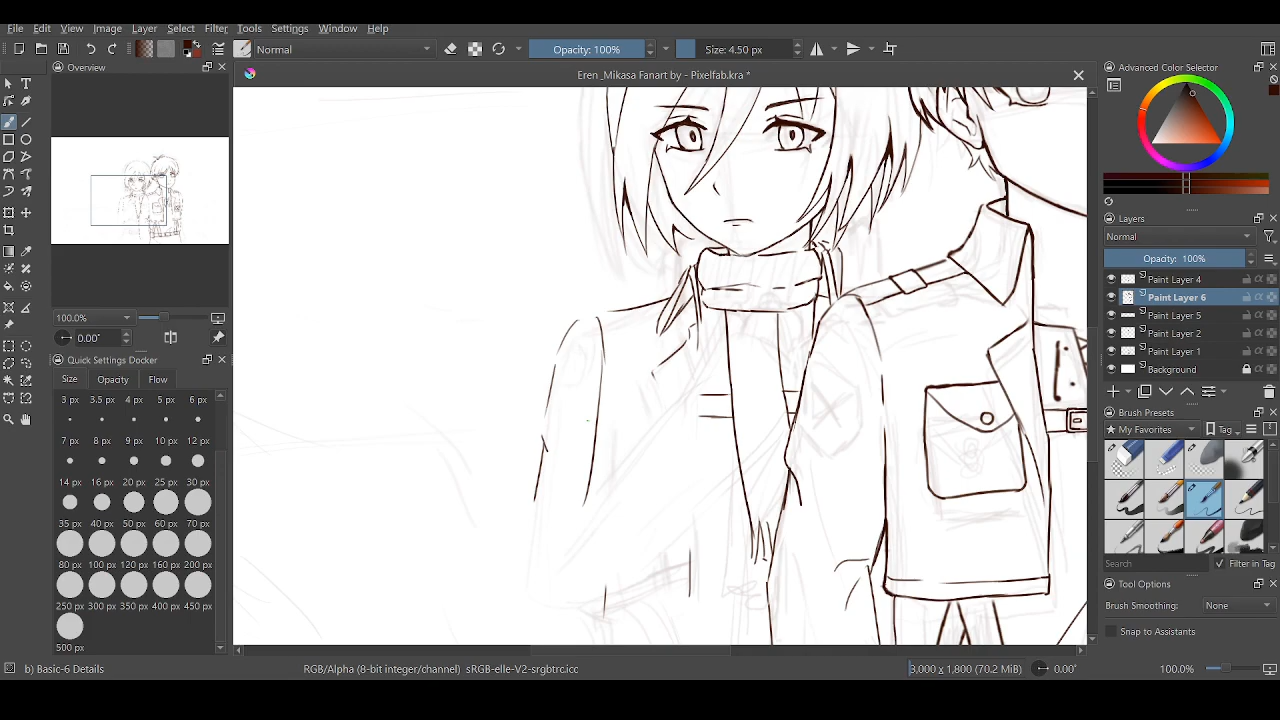 File Edit View Image Layer Select Filter Tools Settings Window Help
Normal Opacity: 100% Size: 4.50 px
Overview
Eren _Mikasa Fanart by - Pixelfab.kra *
100.0%
0.00°
Quick Settings Docker
Size Opacity Flow
3 px 3.5 px 4 px 5 px 6 px
7 px 8 px 9 px 10 px 12 px
14 px 16 px 20 px 25 px 30 px
35 px 40 px 50 px 60 px 70 px
80 px 100 px 120 px 160 px 200 px
250 px 300 px 350 px 400 px 450 px
500 px
Advanced Color Selector
Layers
Normal
Opacity: 100%
Paint Layer 4
Paint Layer 6
Paint Layer 5
Paint Layer 2
Paint Layer 1
Background
Brush Presets
★ My Favorites Tag
Search Filter in Tag
Tool Options
Brush Smoothing: None
Snap to Assistants
b) Basic-6 Details RGB/Alpha (8-bit integer/channel) sRGB-elle-V2-srgbtrc.icc 3,000 x 1,800 (70.2 MiB) 0.00° 100.0%